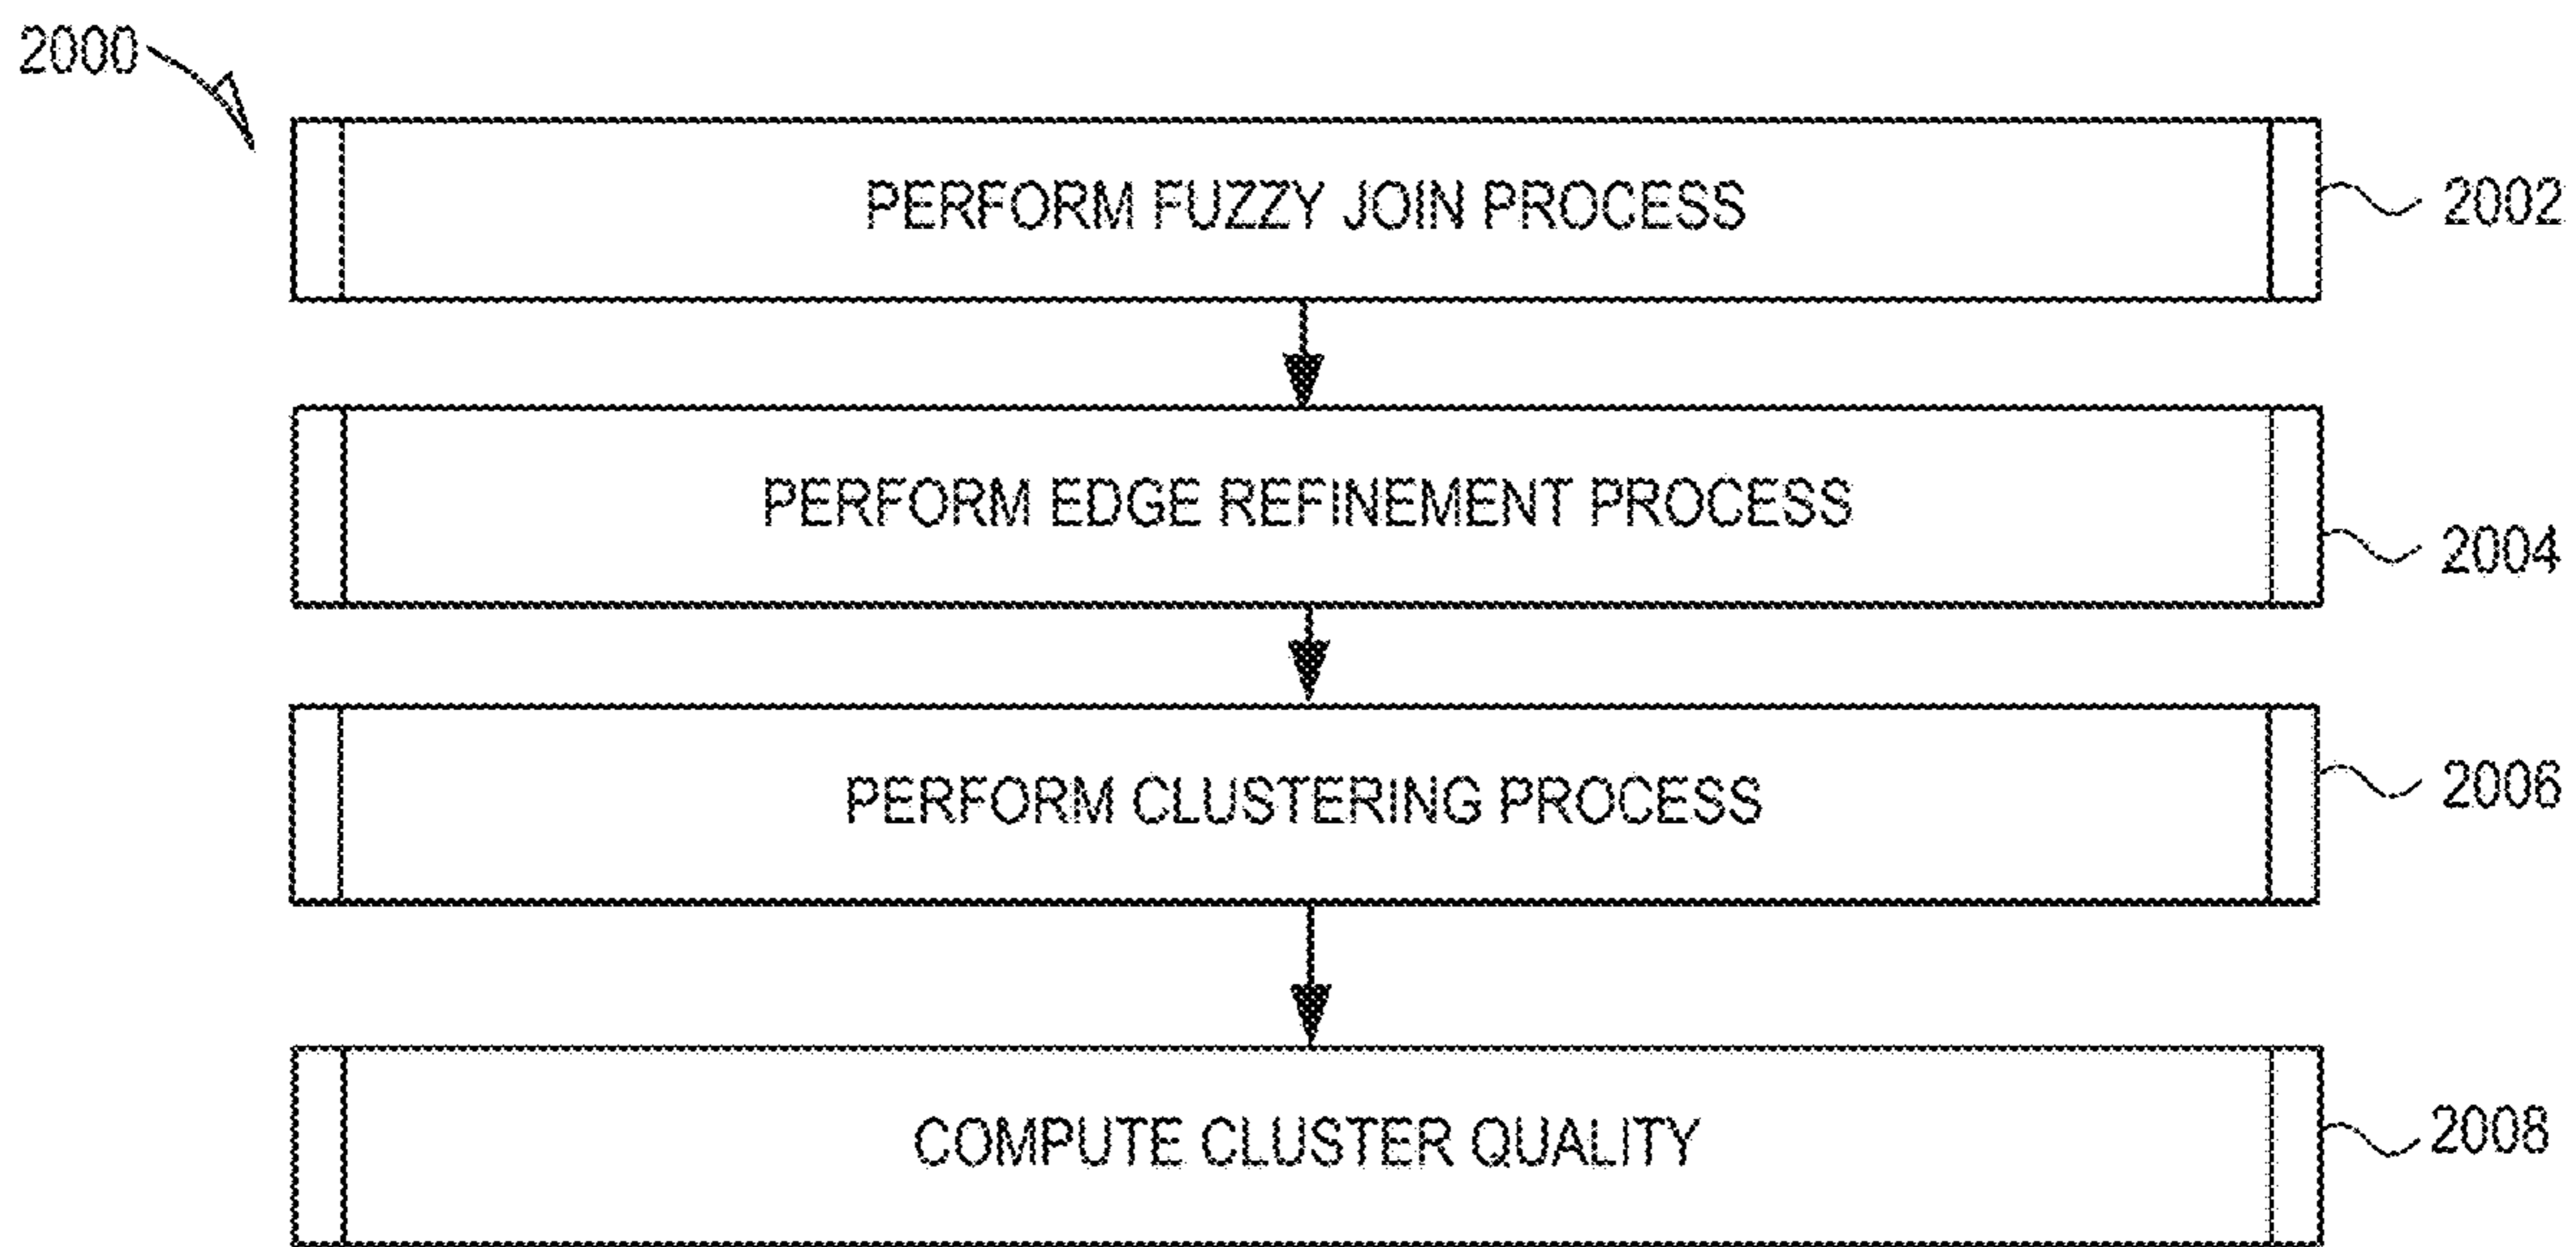 2000
PERFORM FUZZY JOIN PROCESS
2002
PERFORM EDGE REFINEMENT PROCESS
2004
PERFORM CLUSTERING PROCESS
2006
COMPUTE CLUSTER QUALITY
2008